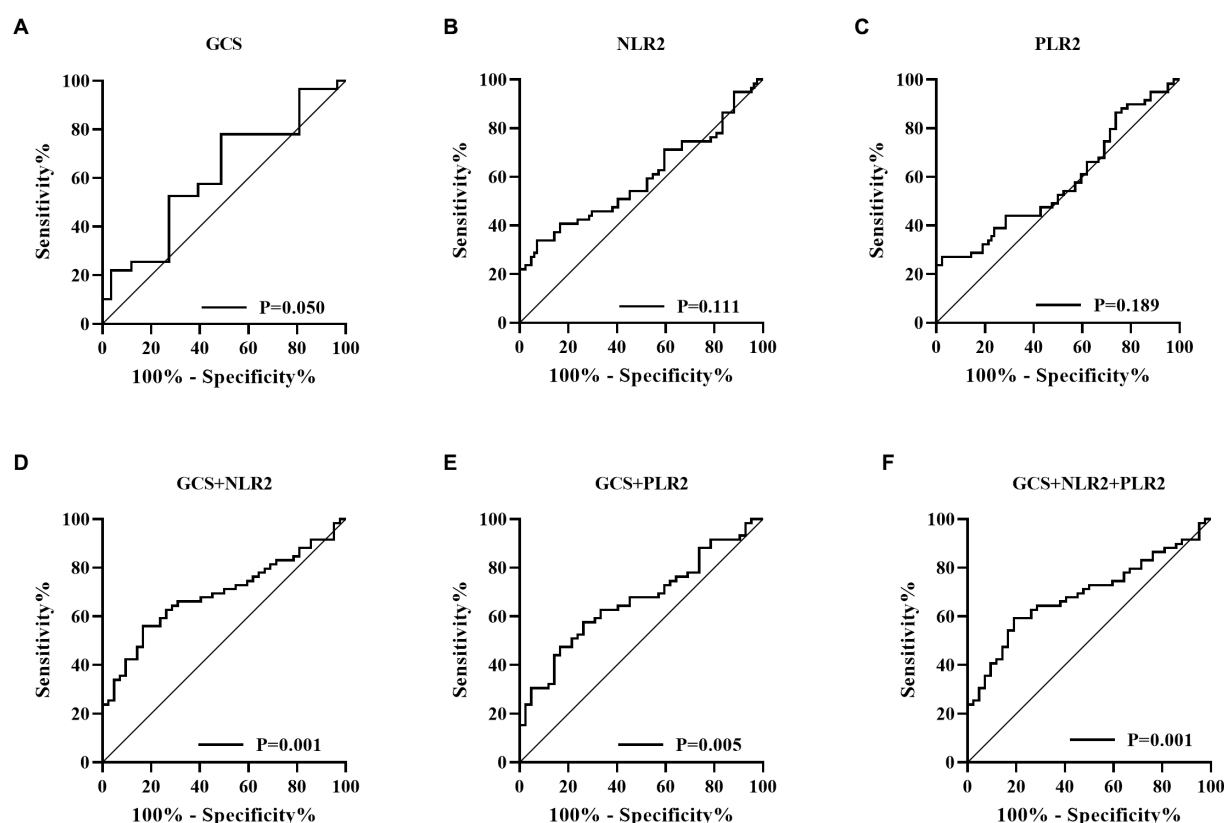 A
GCS
Sensitivity%
100
80
60
40
20
0
P=0.050
0 20 40 60 80 100
100% - Specificity%
B
NLR2
Sensitivity%
100
80
60
40
20
0
P=0.111
0 20 40 60 80 100
100% - Specificity%
C
PLR2
Sensitivity%
100
80
60
40
20
0
P=0.189
0 20 40 60 80 100
100% - Specificity%
D
GCS+NLR2
Sensitivity%
100
80
60
40
20
0
P=0.001
0 20 40 60 80 100
100% - Specificity%
E
GCS+PLR2
Sensitivity%
100
80
60
40
20
0
P=0.005
0 20 40 60 80 100
100% - Specificity%
F
GCS+NLR2+PLR2
Sensitivity%
100
80
60
40
20
0
P=0.001
0 20 40 60 80 100
100% - Specificity%